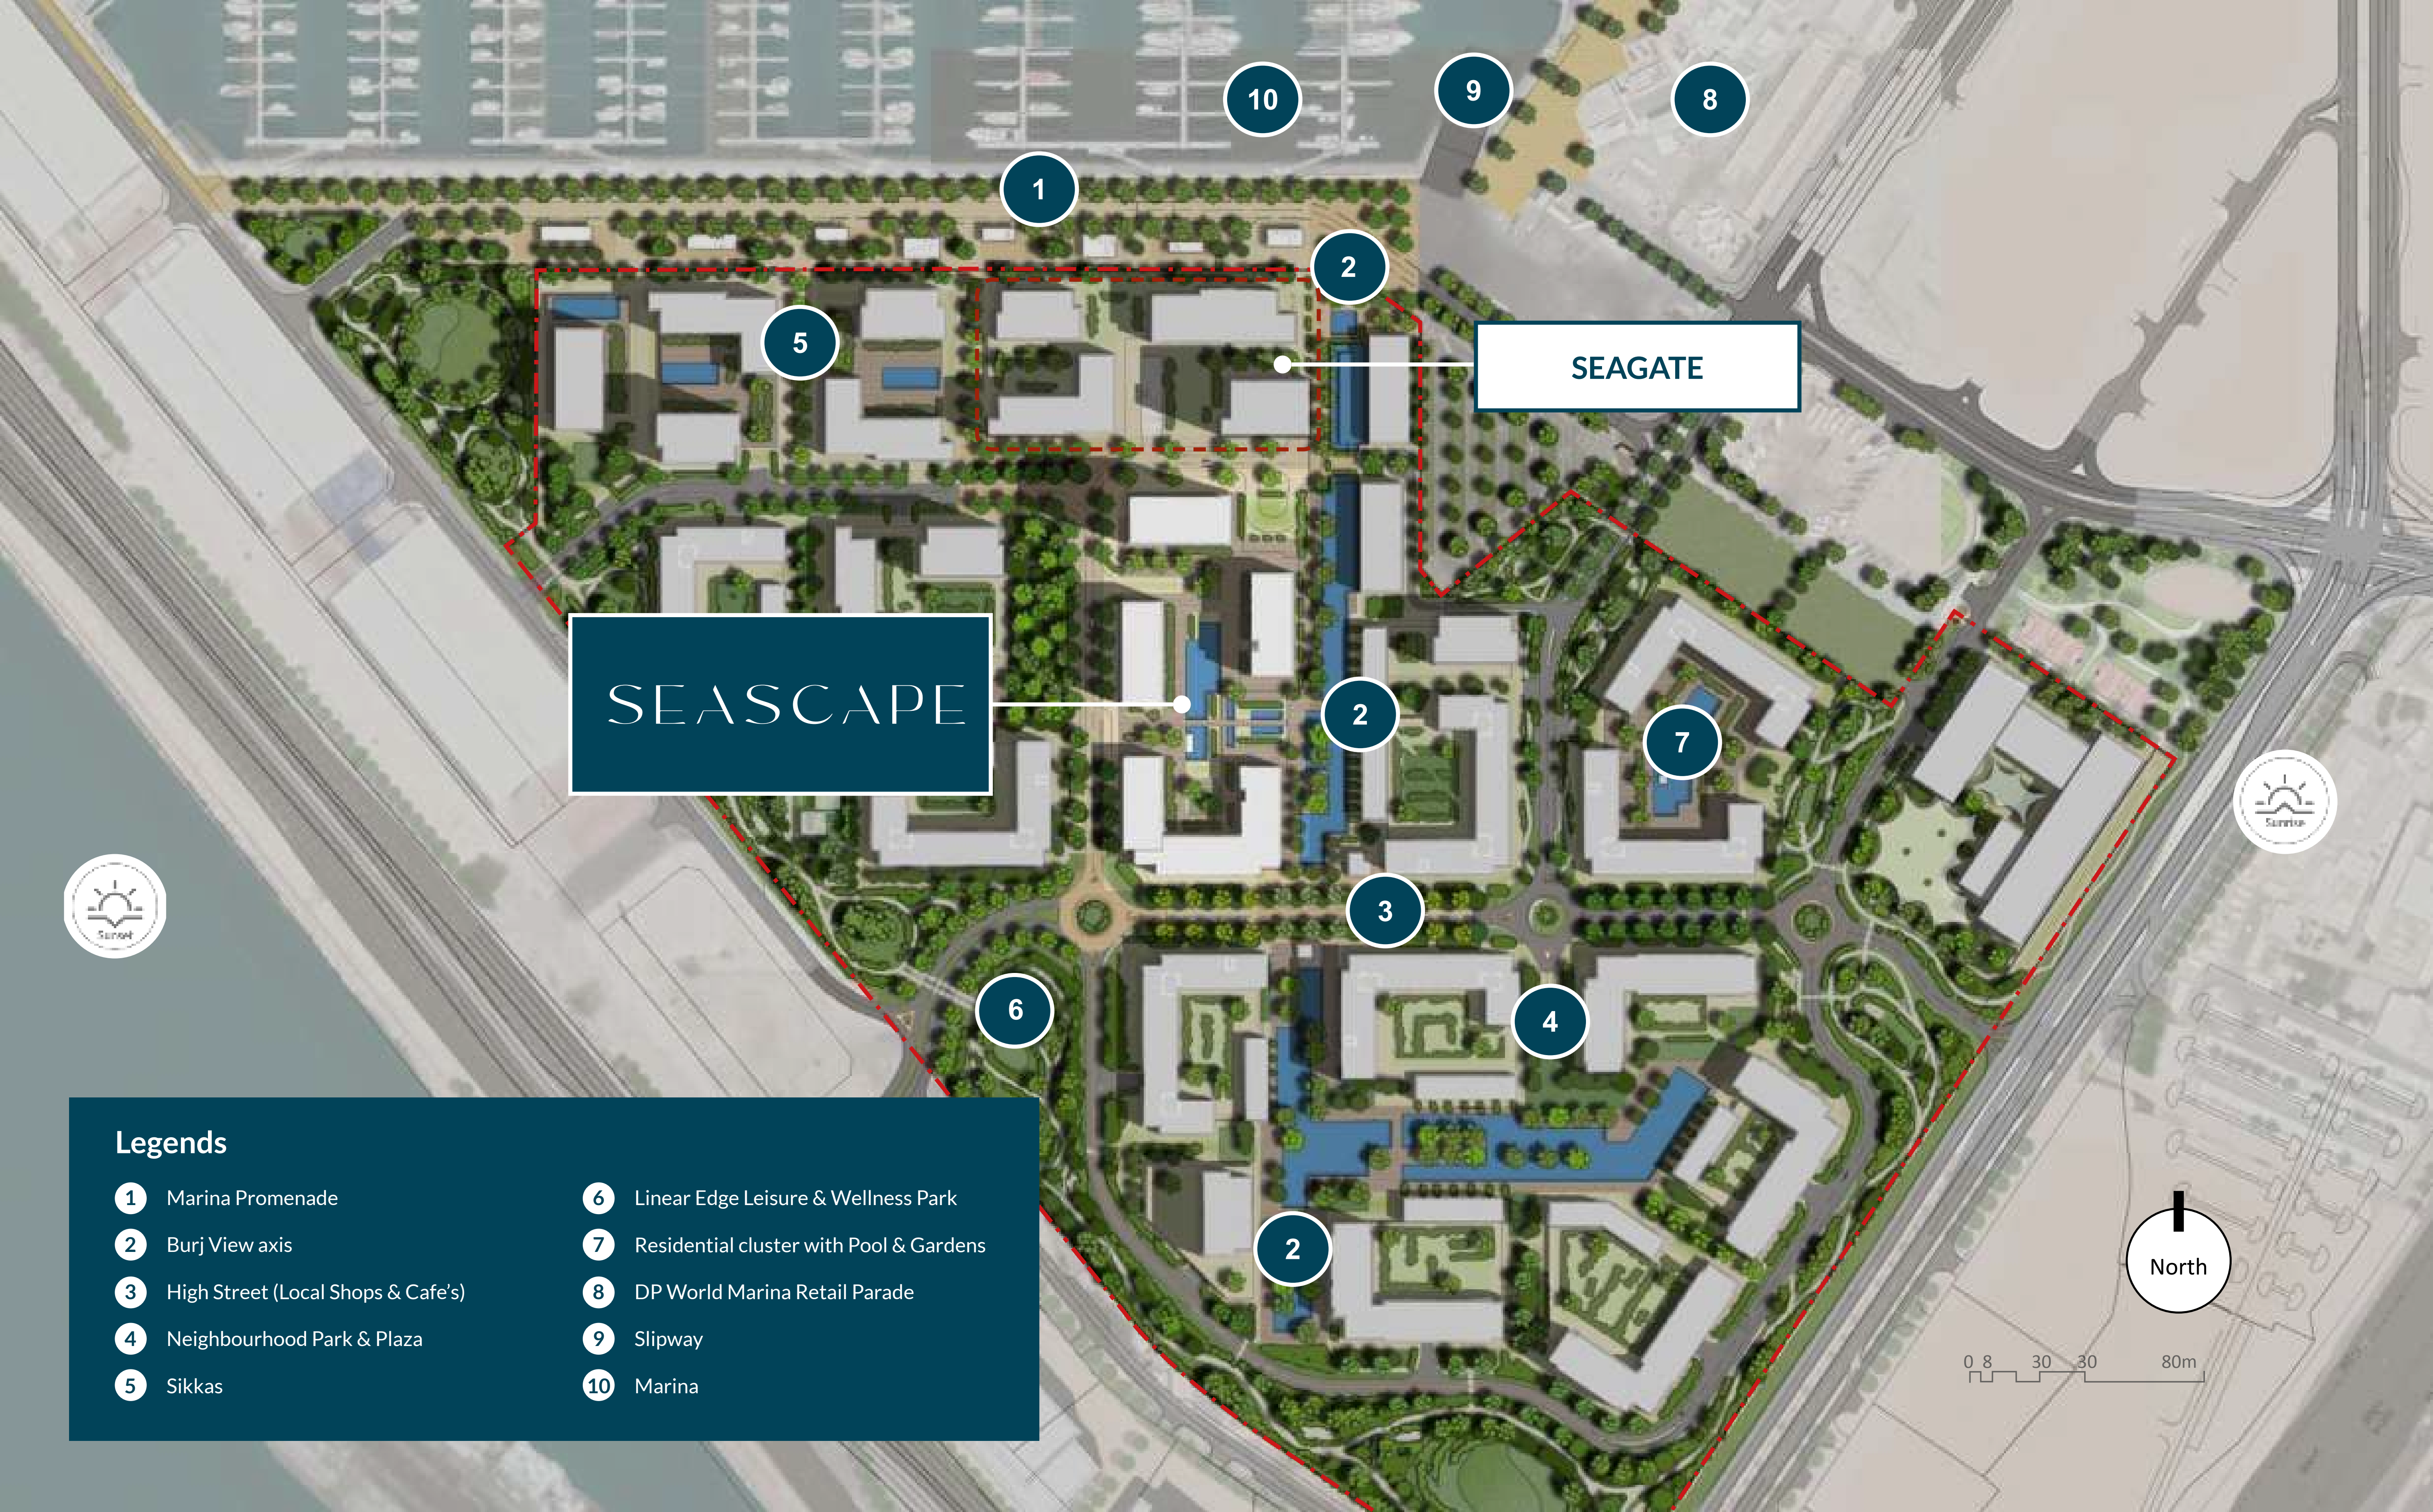 10
9
8
1
2
5
SEAGATE
SEASCAPE
2
7
Sunrise
Sunset
3
6
4
2
Legends
1 Marina Promenade
2 Burj View axis
3 High Street (Local Shops & Cafe's)
4 Neighbourhood Park & Plaza
5 Sikkas
6 Linear Edge Leisure & Wellness Park
7 Residential cluster with Pool & Gardens
8 DP World Marina Retail Parade
9 Slipway
10 Marina
North
0 8 30 30 80m